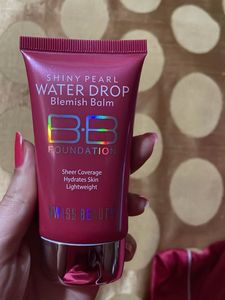 SHINY PEARL
WATER DROP
Blemish Balm
BB
FOUNDATION
Sheer Coverage
Hydrates Skin
Lightweight
SWISS BEAUTY